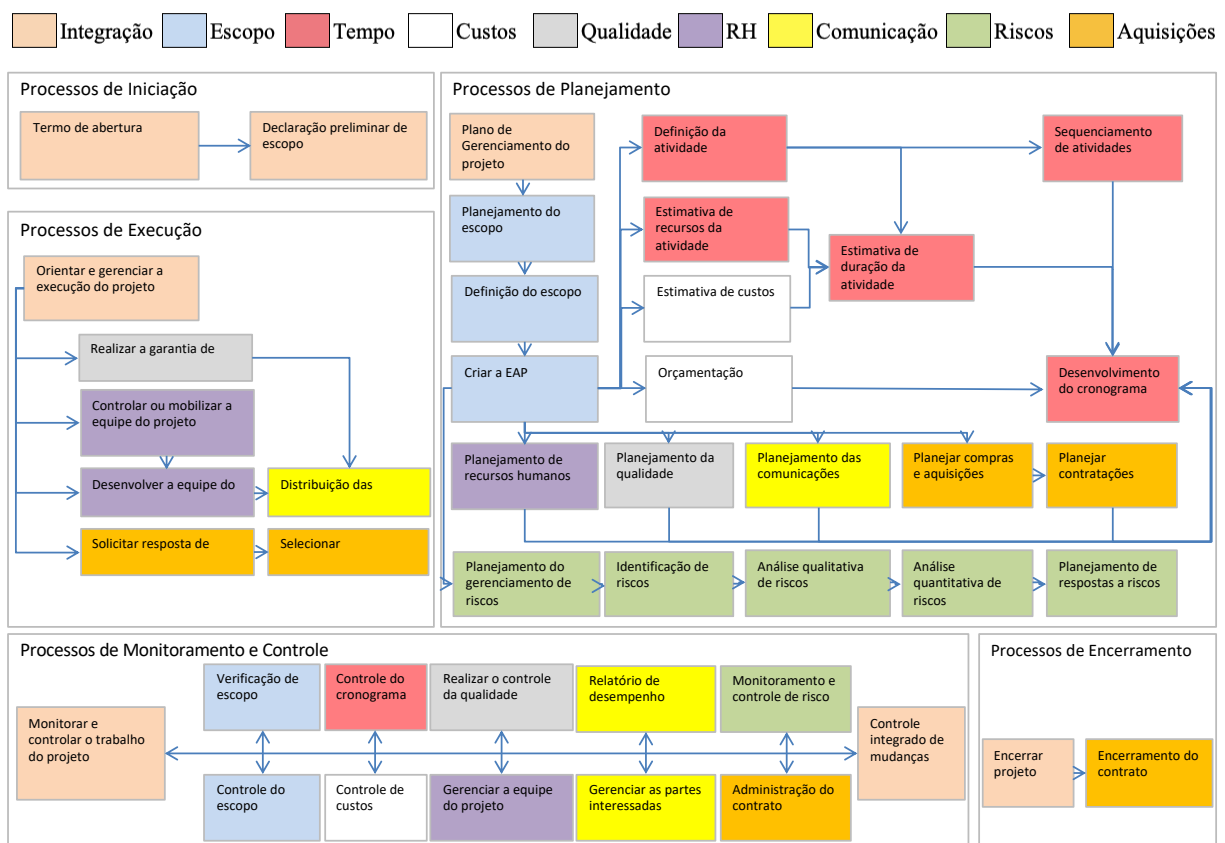 Integração
Escopo
Tempo
Custos
Qualidade
RH
Comunicação
Riscos
Aquisições
Processos de Iniciação
Termo de abertura
Declaração preliminar de
escopo
Processos de Planejamento
Plano de
Gerenciamento do
projeto
Definição da
atividade
Sequenciamento
de atividades
Planejamento do
escopo
Estimativa de
recursos da
atividade
Estimativa de
duração da
atividade
Definição do escopo
Estimativa de custos
Criar a EAP
Orçamentação
Desenvolvimento
do cronograma
Planejamento de
recursos humanos
Planejamento da
qualidade
Planejamento das
comunicações
Planejar compras
e aquisições
Planejar
contratações
Planejamento do
gerenciamento de
riscos
Identificação de
riscos
Análise qualitativa
de riscos
Análise
quantitativa de
riscos
Planejamento de
respostas a riscos
Processos de Execução
Orientar e gerenciar a
execução do projeto
Realizar a garantia de
Controlar ou mobilizar a
equipe do projeto
Desenvolver a equipe do
Distribuição das
Solicitar resposta de
Selecionar
Processos de Monitoramento e Controle
Monitorar e
controlar o trabalho
do projeto
Verificação de
escopo
Controle do
cronograma
Realizar o controle
da qualidade
Relatório de
desempenho
Monitoramento e
controle de risco
Controle
integrado de
mudanças
Controle do
escopo
Controle de
custos
Gerenciar a equipe
do projeto
Gerenciar as partes
interessadas
Administração do
contrato
Processos de Encerramento
Encerrar
projeto
Encerramento do
contrato